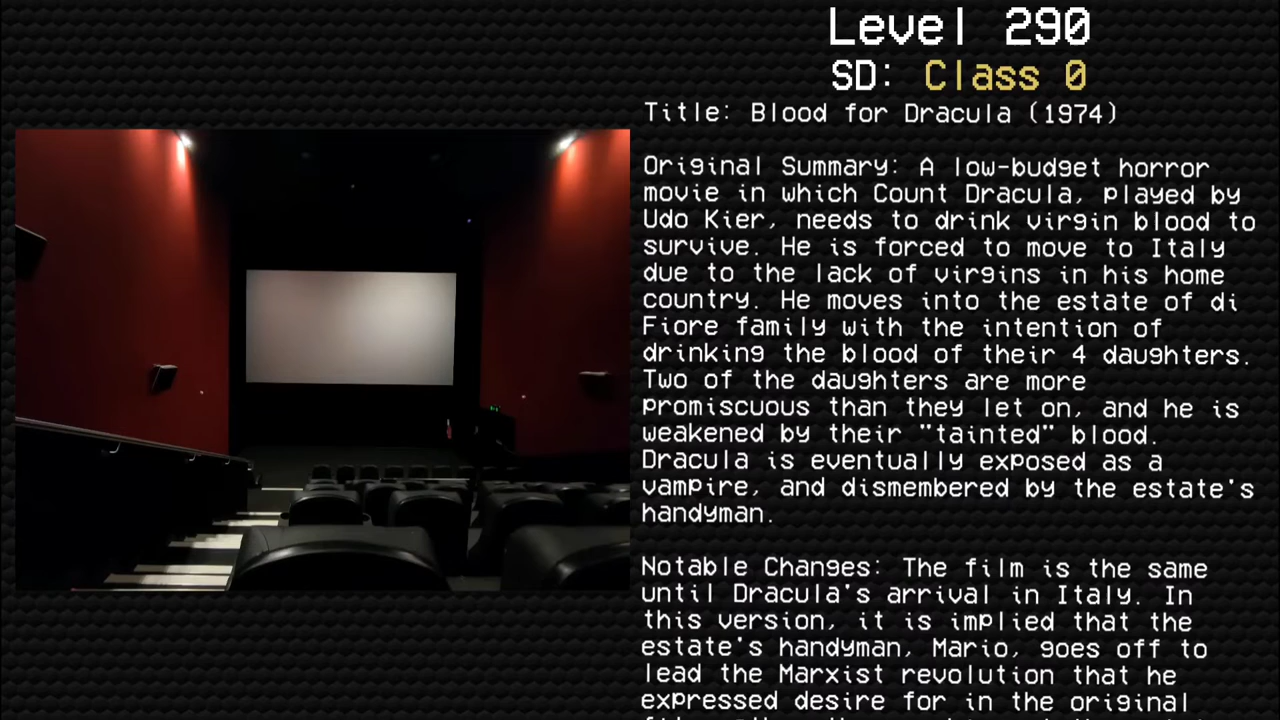 Level 290
SD: Class 0
Title: Blood for Dracula (1974)
Original Summary: A low-budget horror
movie in which Count Dracula, played by
Udo Kier, needs to drink virgin blood to
survive. He is forced to move to Italy
due to the lack of virgins in his home
country. He moves into the estate of di
Fiore family with the intention of
drinking the blood of their 4 daughters.
Two of the daughters are more
promiscuous than they let on, and he is
weakened by their "tainted" blood.
Dracula is eventually exposed as a
vampire, and dismembered by the estate's
handyman.
Notable Changes: The film is the same
until Dracula's arrival in Italy. In
this version, it is implied that the
estate's handyman, Mario, goes off to
lead the Marxist revolution that he
expressed desire for in the original